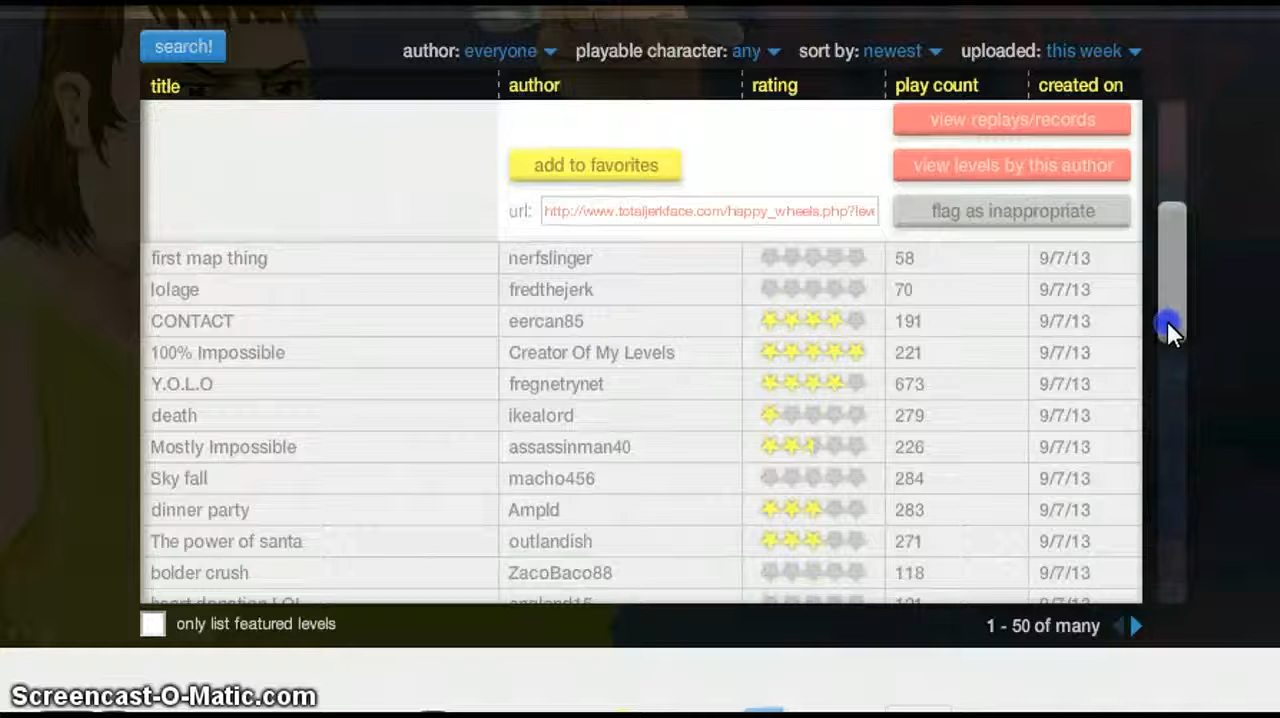 search! author: everyone playable character: any sort by: newest uploaded: this week
title author rating play count created on
view replays/records
add to favorites view levels by this author
url: http://www.totaljerkface.com/happy_wheels.php?leve flag as inappropriate
first map thing nerfslinger 58 9/7/13
lolage fredthejerk 70 9/7/13
CONTACT eercan85 191 9/7/13
100% Impossible Creator Of My Levels 221 9/7/13
Y.O.L.O fregnetrynet 673 9/7/13
death ikealord 279 9/7/13
Mostly Impossible assassinman40 226 9/7/13
Sky fall macho456 284 9/7/13
dinner party Ampld 283 9/7/13
The power of santa outlandish 271 9/7/13
bolder crush ZacoBaco88 118 9/7/13
only list featured levels 1 - 50 of many
Screencast-O-Matic.com